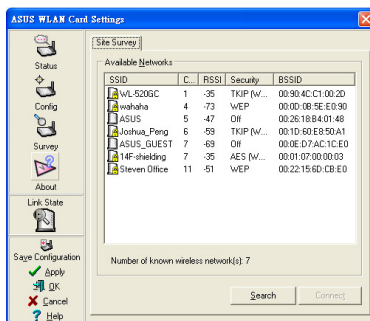 ASUS WLAN Card Settings
Status
Config
Survey
About
Link State
Save Configuration
Apply
OK
Cancel
Help
Site Survey
Available Networks
SSID C... RSSI Security BSSID
WL-520GC 1 -35 TKIP (W... 00:90:4C:C1:00:2D
wahaha 4 -73 WEP 00:0D:0B:5E:E0:90
ASUS 5 -47 Off 00:26:18:B4:01:48
Joshua_Peng 6 -59 TKIP (W... 00:1D:60:E8:50:A1
ASUS_GUEST 7 -69 Off 00:0E:D7:AC:1C:E0
14F-shielding 7 -35 AES (W... 00:01:07:00:00:03
Steven Office 11 -51 WEP 00:22:15:6D:CB:E0
Number of known wireless network(s): 7
Search Connect